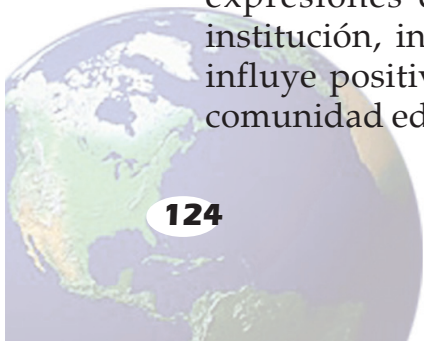 expresiones
institución, in
influye positiv
comunidad ed
124